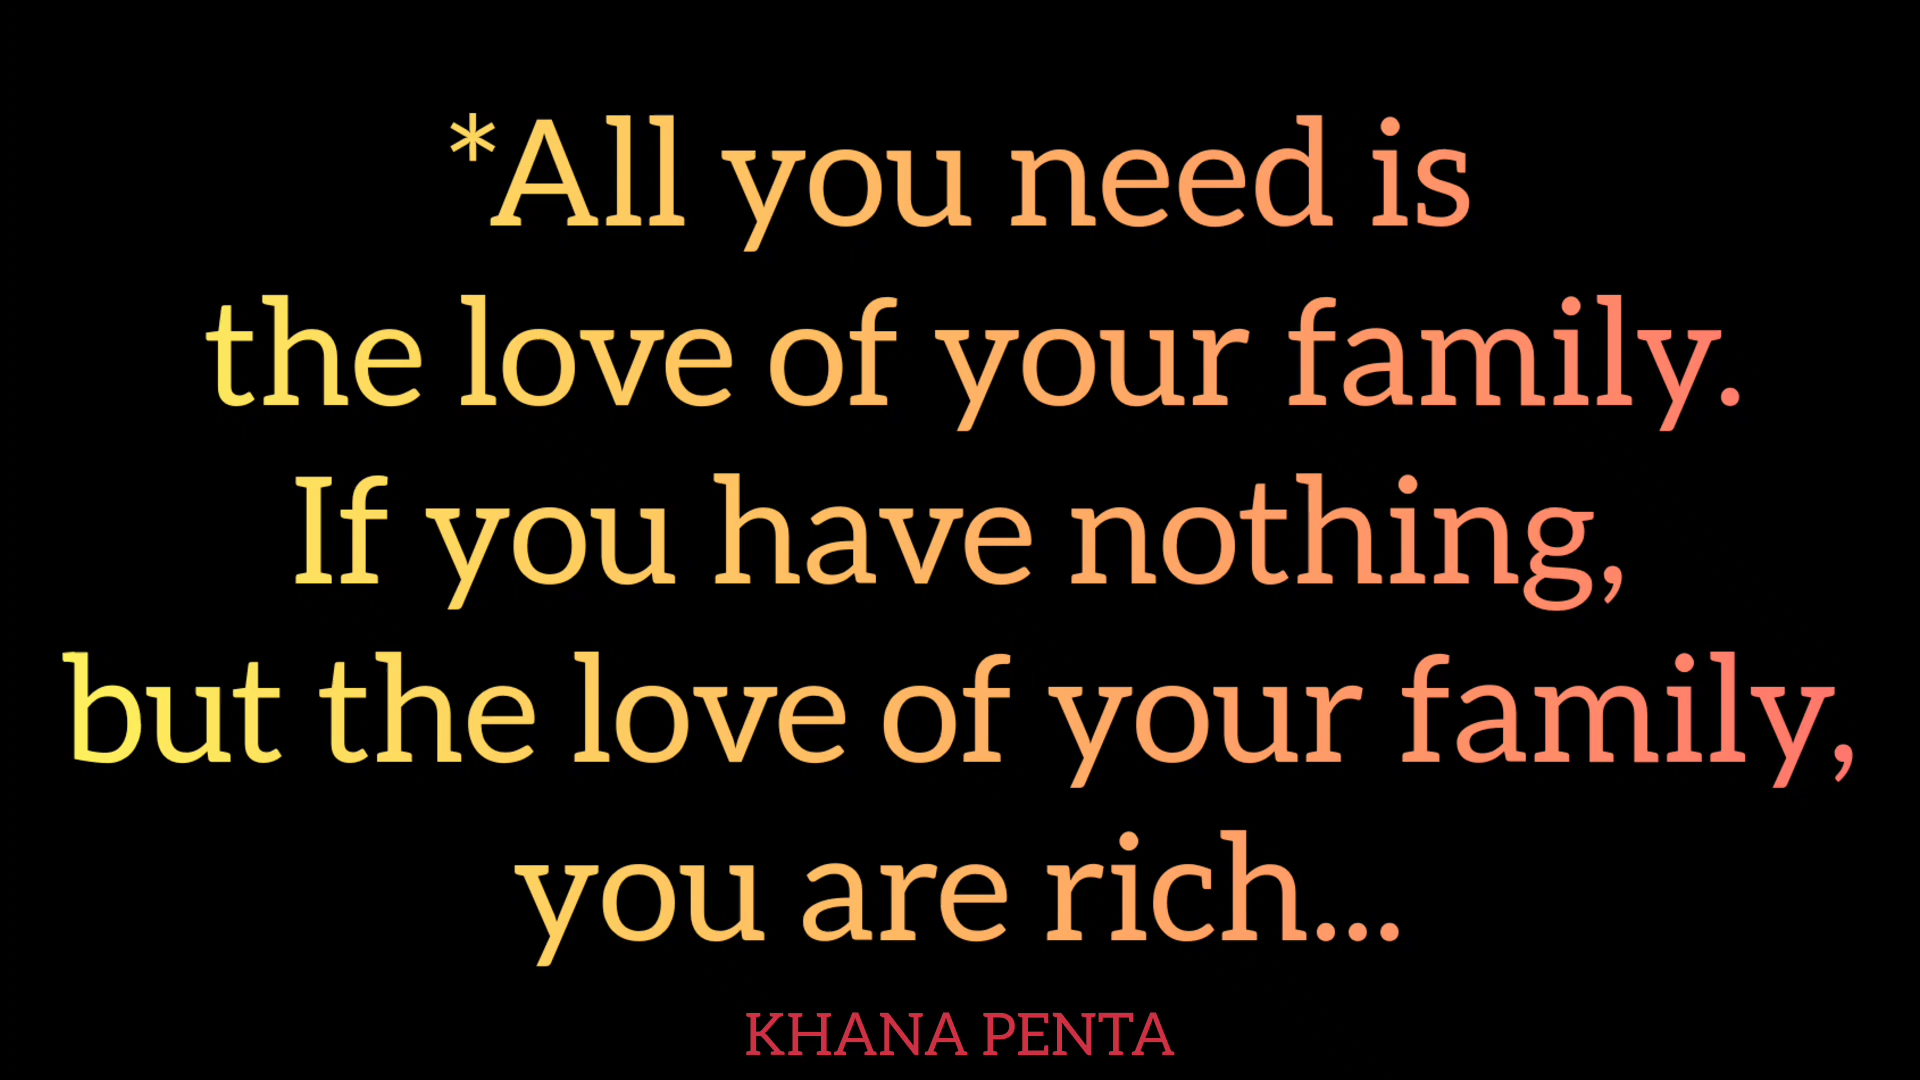 *All you need is
the love of your family.
If you have nothing,
but the love of your family,
you are rich...
KHANA PENTA